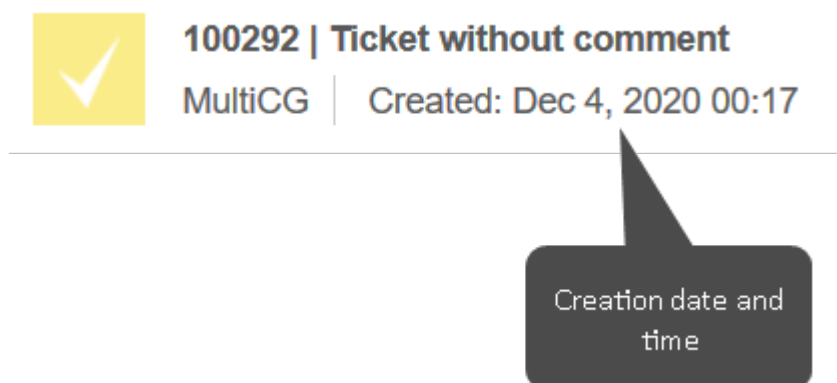 100292 | Ticket without comment
MultiCG Created: Dec 4, 2020 00:17
Creation date and
time